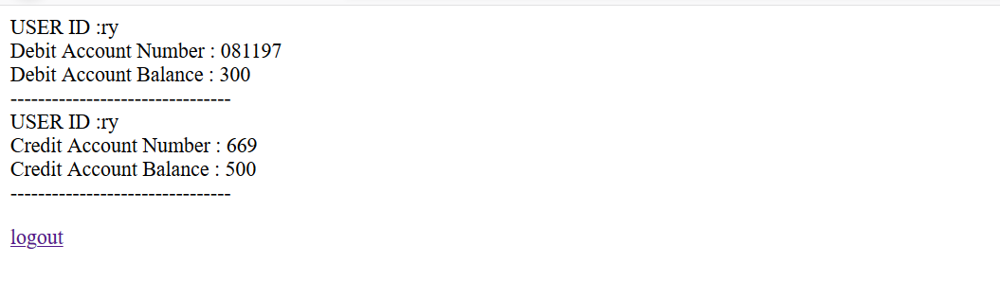 USER ID :ry
Debit Account Number : 081197
Debit Account Balance : 300
--------------------------------
USER ID :ry
Credit Account Number : 669
Credit Account Balance : 500
--------------------------------
logout